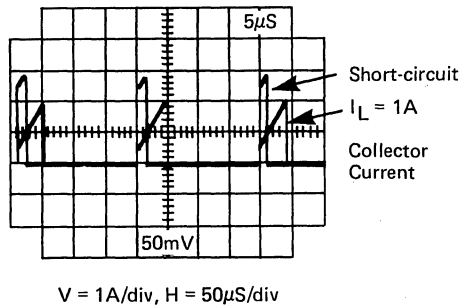 5μS
Short-circuit
I_L = 1A
Collector
Current
50mV
V = 1A/div, H = 50μS/div